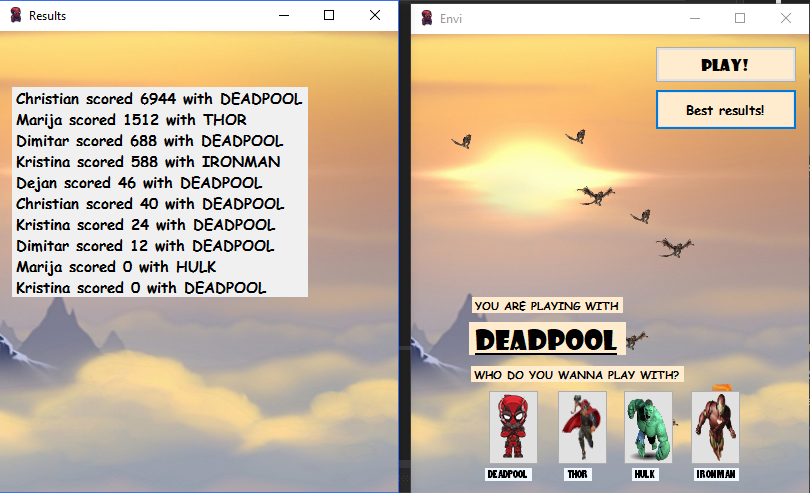 Results
Christian scored 6944 with DEADPOOL
Marija scored 1512 with THOR
Dimitar scored 688 with DEADPOOL
Kristina scored 588 with IRONMAN
Dejan scored 46 with DEADPOOL
Christian scored 40 with DEADPOOL
Kristina scored 24 with DEADPOOL
Dimitar scored 12 with DEADPOOL
Marija scored 0 with HULK
Kristina scored 0 with DEADPOOL
Envi
PLAY!
Best results!
YOU ARE PLAYING WITH
DEADPOOL
WHO DO YOU WANNA PLAY WITH?
DEADPOOL THOR HULK IRONMAN